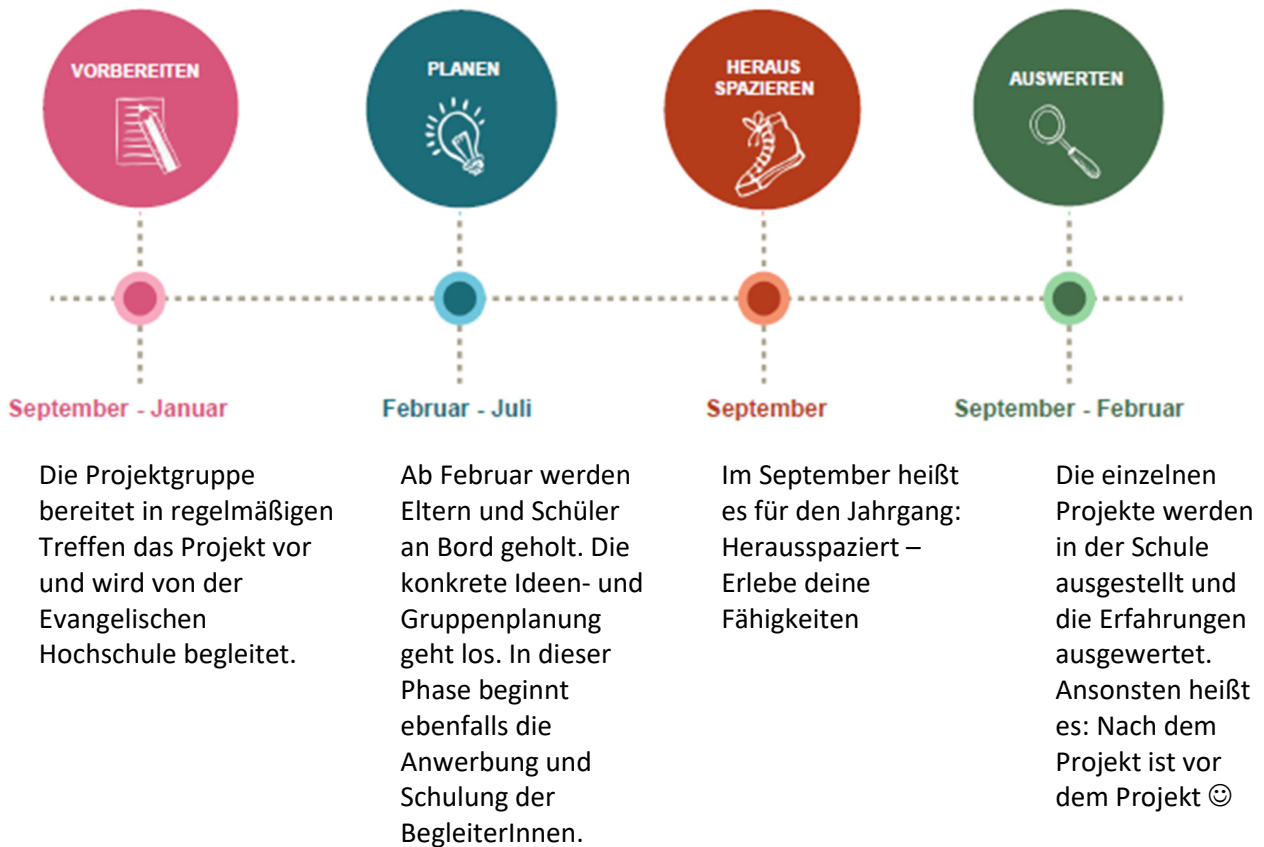 VORBEREITEN
PLANEN
HERAUS
SPAZIEREN
AUSWERTEN
September - Januar
Februar - Juli
September
September - Februar
Die Projektgruppe
bereitet in regelmäßigen
Treffen das Projekt vor
und wird von der
Evangelischen
Hochschule begleitet.
Ab Februar werden
Eltern und Schüler
an Bord geholt. Die
konkrete Ideen- und
Gruppenplanung
geht los. In dieser
Phase beginnt
ebenfalls die
Anwerbung und
Schulung der
BegleiterInnen.
Im September heißt
es für den Jahrgang:
Herausspaziert –
Erlebe deine
Fähigkeiten
Die einzelnen
Projekte werden
in der Schule
ausgestellt und
die Erfahrungen
ausgewertet.
Ansonsten heißt
es: Nach dem
Projekt ist vor
dem Projekt ☺